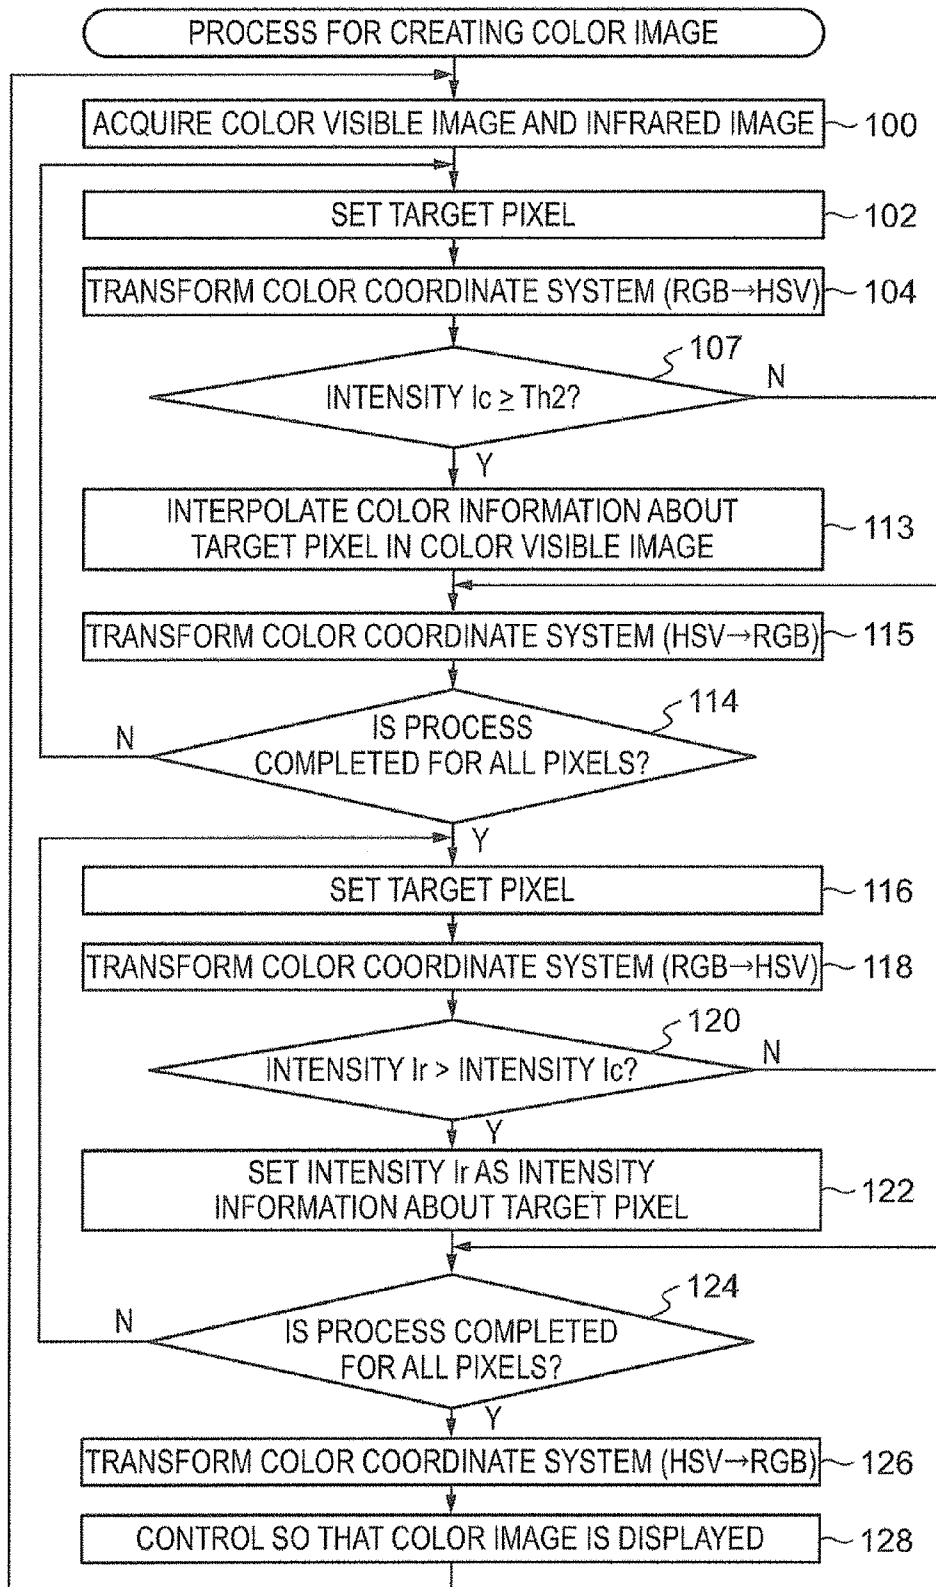 PROCESS FOR CREATING COLOR IMAGE
ACQUIRE COLOR VISIBLE IMAGE AND INFRARED IMAGE 100
SET TARGET PIXEL 102
TRANSFORM COLOR COORDINATE SYSTEM (RGB→HSV) 104
107
INTENSITY Ic ≥ Th2? N
Y
INTERPOLATE COLOR INFORMATION ABOUT
TARGET PIXEL IN COLOR VISIBLE IMAGE 113
TRANSFORM COLOR COORDINATE SYSTEM (HSV→RGB) 115
114
IS PROCESS
N COMPLETED FOR ALL PIXELS?
Y
SET TARGET PIXEL 116
TRANSFORM COLOR COORDINATE SYSTEM (RGB→HSV) 118
120
INTENSITY Ir > INTENSITY Ic? N
Y
SET INTENSITY Ir AS INTENSITY
INFORMATION ABOUT TARGET PIXEL 122
124
N IS PROCESS COMPLETED
FOR ALL PIXELS?
Y
TRANSFORM COLOR COORDINATE SYSTEM (HSV→RGB) 126
CONTROL SO THAT COLOR IMAGE IS DISPLAYED 128